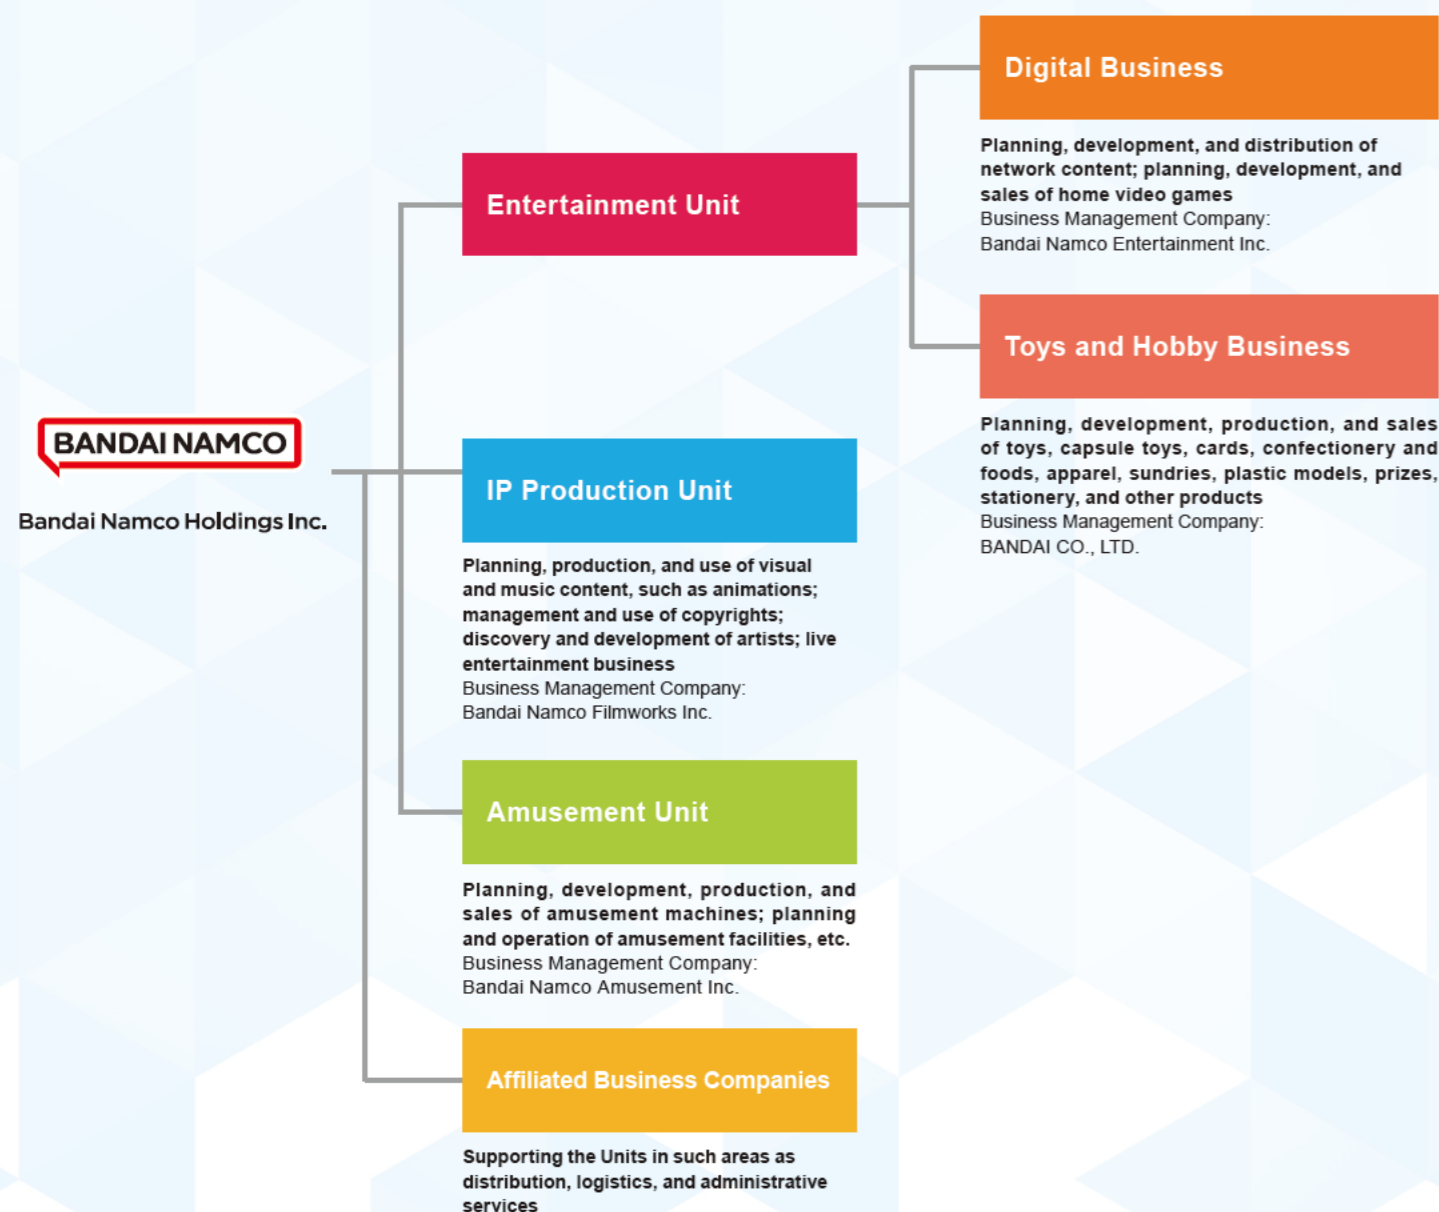 BANDAI NAMCO
Bandai Namco Holdings Inc.
Entertainment Unit
Digital Business
Planning, development, and distribution of
network content; planning, development, and
sales of home video games
Business Management Company:
Bandai Namco Entertainment Inc.
Toys and Hobby Business
Planning, development, production, and sales
of toys, capsule toys, cards, confectionery and
foods, apparel, sundries, plastic models, prizes,
stationery, and other products
Business Management Company:
BANDAI CO., LTD.
IP Production Unit
Planning, production, and use of visual
and music content, such as animations;
management and use of copyrights;
discovery and development of artists; live
entertainment business
Business Management Company:
Bandai Namco Filmworks Inc.
Amusement Unit
Planning, development, production, and
sales of amusement machines; planning
and operation of amusement facilities, etc.
Business Management Company:
Bandai Namco Amusement Inc.
Affiliated Business Companies
Supporting the Units in such areas as
distribution, logistics, and administrative
services